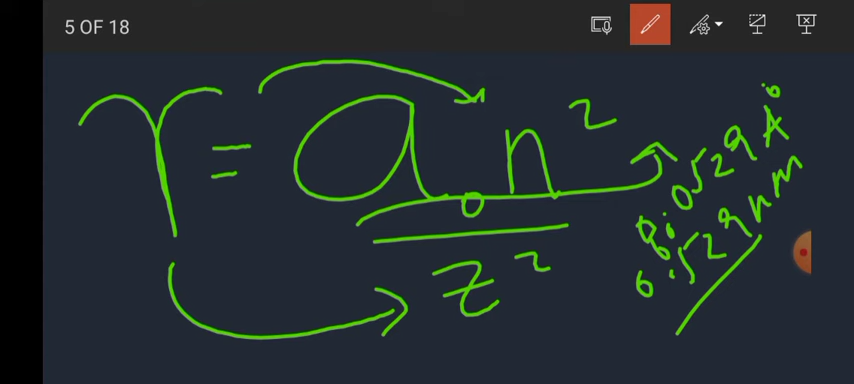 5 OF 18
r = a₀n²
z²
0.0529 A°
0.529 nm